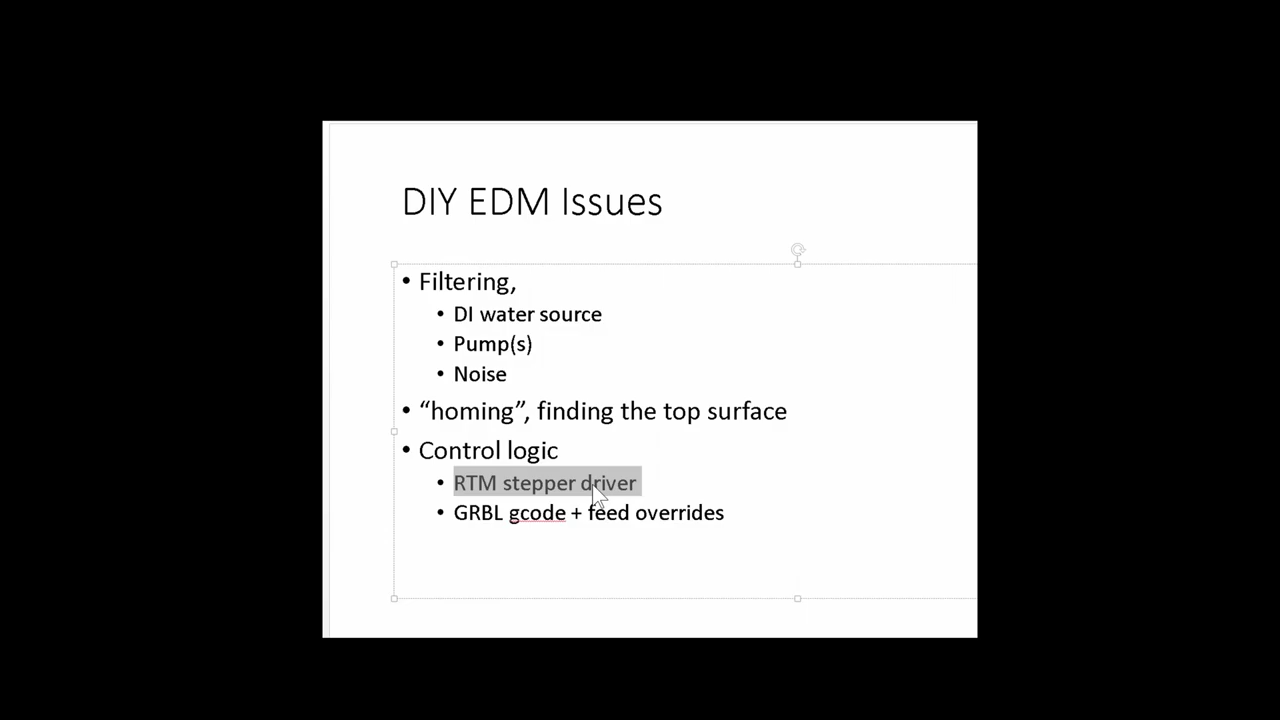 DIY EDM Issues
• Filtering,
• DI water source
• Pump(s)
• Noise
• “homing”, finding the top surface
• Control logic
• RTM stepper driver
• GRBL gcode + feed overrides